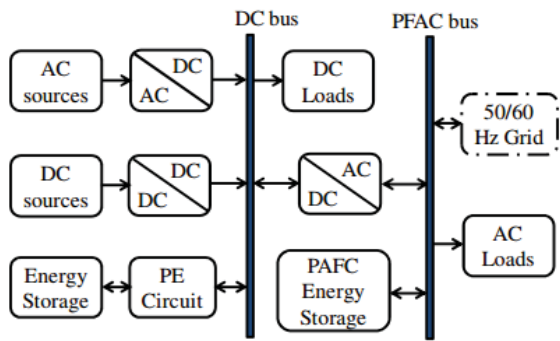 DC bus
PFAC bus
AC
sources
DC
AC
DC
Loads
50/60
Hz Grid
DC
sources
DC
DC
AC
DC
AC
Loads
Energy
Storage
PE
Circuit
PAFC
Energy
Storage